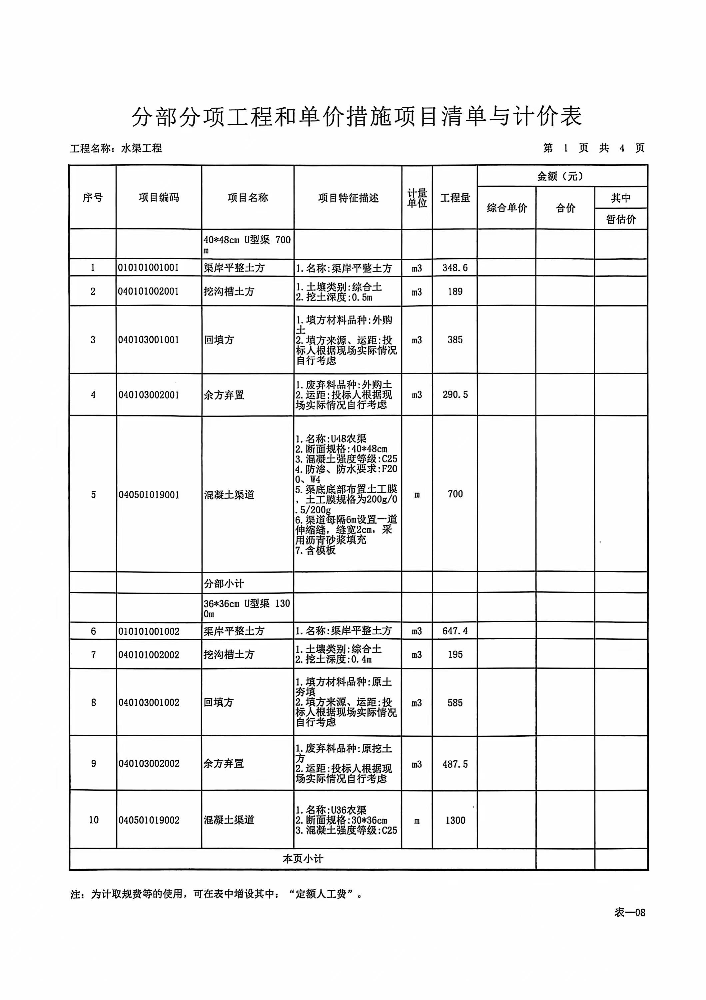 分部分项工程和单价措施项目清单与计价表
工程名称：水渠工程 第 1 页 共 4 页
序号 项目编码 项目名称 项目特征描述 计量单位 工程量 金额（元）
综合单价 合价 其中
暂估价
40*48cm U型渠 700
m
1 010101001001 渠岸平整土方 1.名称:渠岸平整土方 m3 348.6
2 040101002001 挖沟槽土方 1.土壤类别:综合土
2.挖土深度:0.5m m3 189
3 040103001001 回填方 1.填方材料品种:外购
土
2.填方来源、运距:投
标人根据现场实际情况
自行考虑 m3 385
4 040103002001 余方弃置 1.废弃料品种:外购土
2.运距:投标人根据现
场实际情况自行考虑 m3 290.5
5 040501019001 混凝土渠道 1.名称:U48农渠
2.断面规格:40*48cm
3.混凝土强度等级:C25
4.防渗、防水要求:F20
0、W4
5.渠底底部布置土工膜
，土工膜规格为200g/0
.5/200g
6.渠道每隔6m设置一道
伸缩缝，缝宽2cm，采
用沥青砂浆填充
7.含模板 m 700
分部小计
36*36cm U型渠 130
0m
6 010101001002 渠岸平整土方 1.名称:渠岸平整土方 m3 647.4
7 040101002002 挖沟槽土方 1.土壤类别:综合土
2.挖土深度:0.4m m3 195
8 040103001002 回填方 1.填方材料品种:原土
夯填
2.填方来源、运距:投
标人根据现场实际情况
自行考虑 m3 585
9 040103002002 余方弃置 1.废弃料品种:原挖土
方
2.运距:投标人根据现
场实际情况自行考虑 m3 487.5
10 040501019002 混凝土渠道 1.名称:U36农渠
2.断面规格:30*36cm
3.混凝土强度等级:C25 m 1300
本页小计
注：为计取规费等的使用，可在表中增设其中：“定额人工费”。
表—08